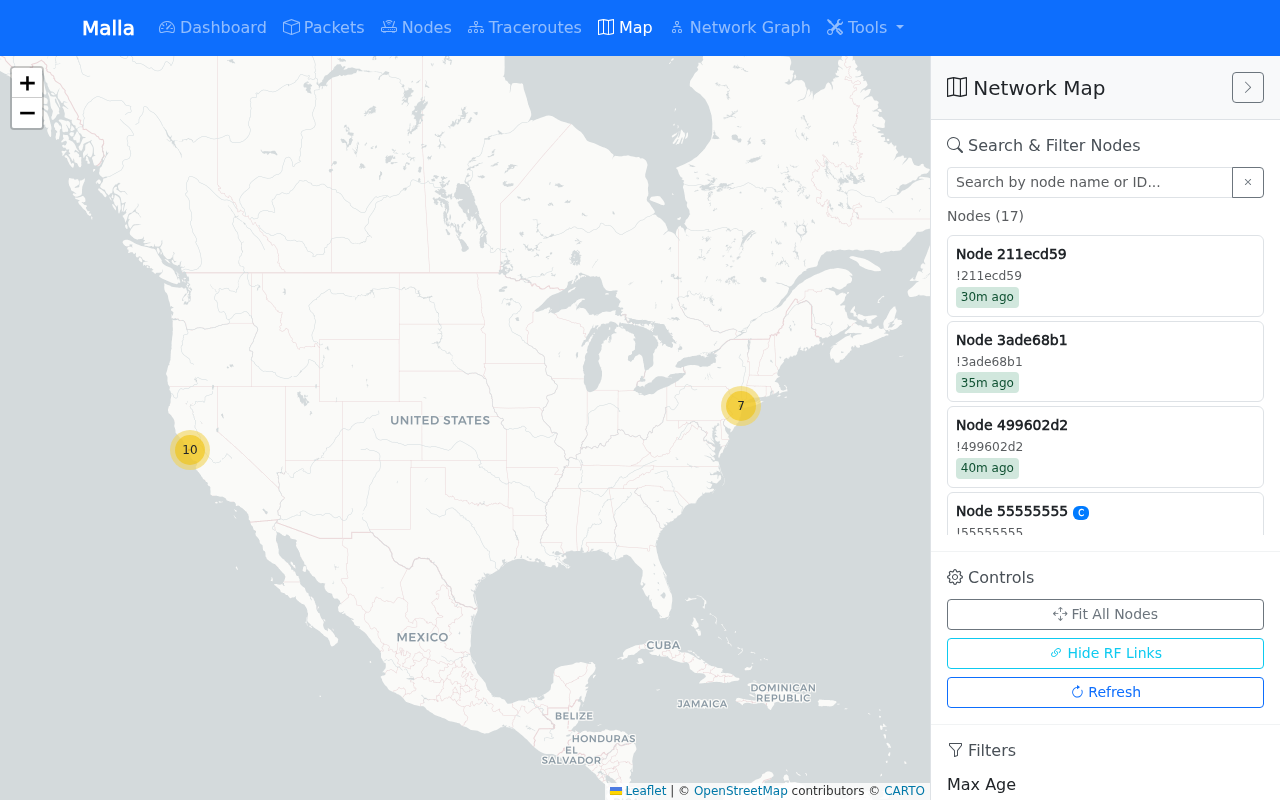 Malla
Dashboard
Packets
Nodes
Traceroutes
Map
Network Graph
Tools
+
−
10
7
UNITED STATES
MEXICO
CUBA
JAMAICA
DOMINICAN
REPUBLIC
BELIZE
HONDURAS
EL
SALVADOR
Leaflet | © OpenStreetMap contributors © CARTO
Network Map
Search & Filter Nodes
Search by node name or ID...
×
Nodes (17)
Node 211ecd59
!211ecd59
30m ago
Node 3ade68b1
!3ade68b1
35m ago
Node 499602d2
!499602d2
40m ago
Node 55555555 C
!55555555
Controls
Fit All Nodes
Hide RF Links
Refresh
Filters
Max Age